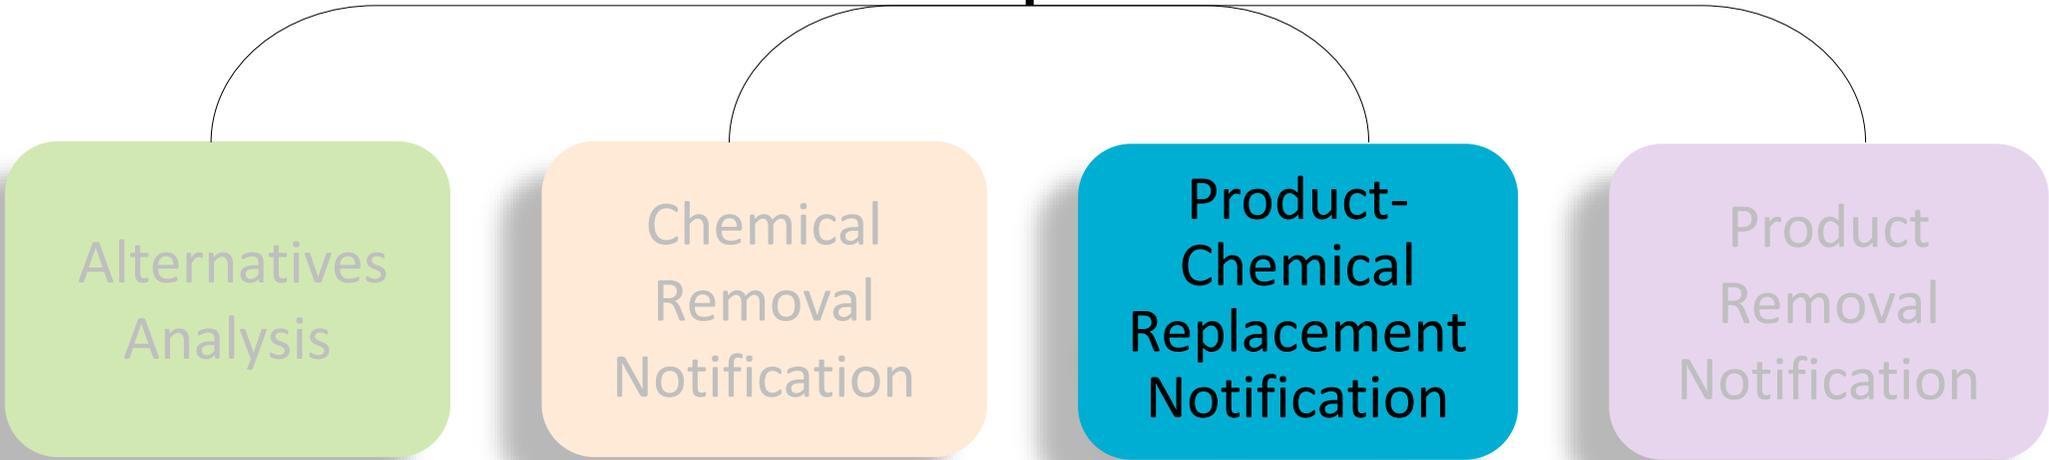 Alternatives
Analysis
Chemical
Removal
Notification
Product-
Chemical
Replacement
Notification
Product
Removal
Notification